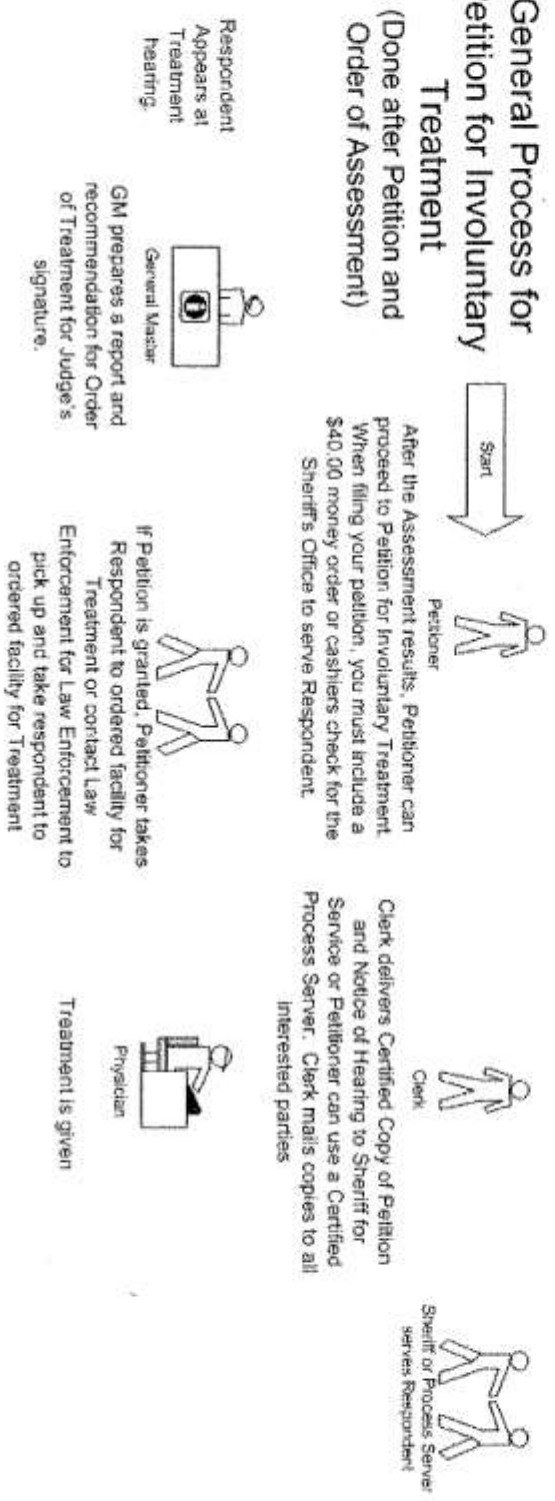 General Process for
etition for Involuntary
Treatment
(Done after Petition and
Order of Assessment)
Start
Petitioner
After the Assessment results, Petitioner can
proceed to Petition for Involuntary Treatment.
When filing your petition, you must include a
$40.00 money order or cashiers check for the
Sheriff's Office to serve Respondent.
Clerk
Clerk delivers Certified Copy of Petition
and Notice of Hearing to Sheriff for
Service or Petitioner can use a Certified
Process Server. Clerk mails copies to all
interested parties
Sheriff or Process Server
serves Respondent
Respondent
Appears at
Treatment
hearing.
General Master
GM prepares a report and
recommendation for Order
of Treatment for Judge's
signature.
If Petition is granted, Petitioner takes
Respondent to ordered facility for
Treatment or contact Law
Enforcement for Law Enforcement to
pick up and take respondent to
ordered facility for Treatment
Physician
Treatment is given